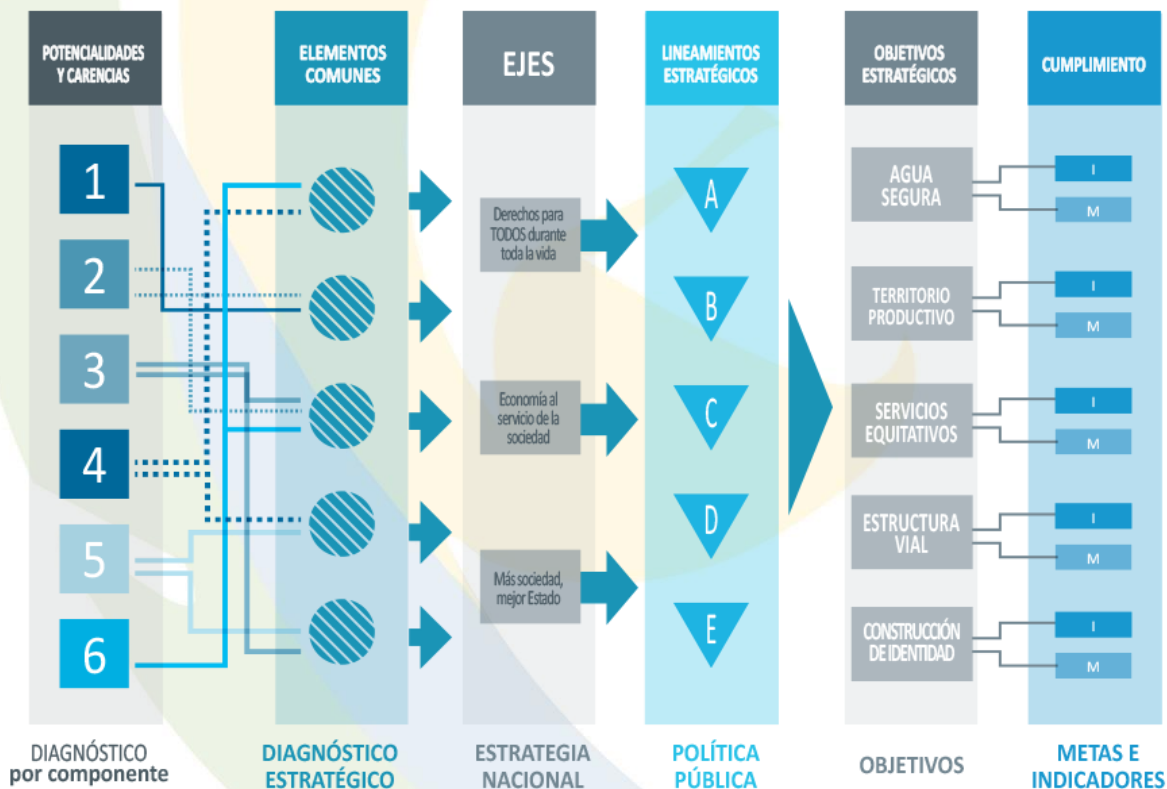 POTENCIALIDADES
Y CARENCIAS
ELEMENTOS
COMUNES
EJES
LINEAMIENTOS
ESTRATÉGICOS
OBJETIVOS
ESTRATÉGICOS
CUMPLIMIENTO
1
2
3
4
5
6
Derechos para
TODOS durante
toda la vida
Economía al
servicio de la
sociedad
Más sociedad,
mejor Estado
A
B
C
D
E
AGUA
SEGURA
TERRITORIO
PRODUCTIVO
SERVICIOS
EQUITATIVOS
ESTRUCTURA
VIAL
CONSTRUCCIÓN
DE IDENTIDAD
I
M
I
M
I
M
I
M
I
M
DIAGNÓSTICO
por componente
DIAGNÓSTICO
ESTRATÉGICO
ESTRATEGIA
NACIONAL
POLÍTICA
PÚBLICA
OBJETIVOS
METAS E
INDICADORES